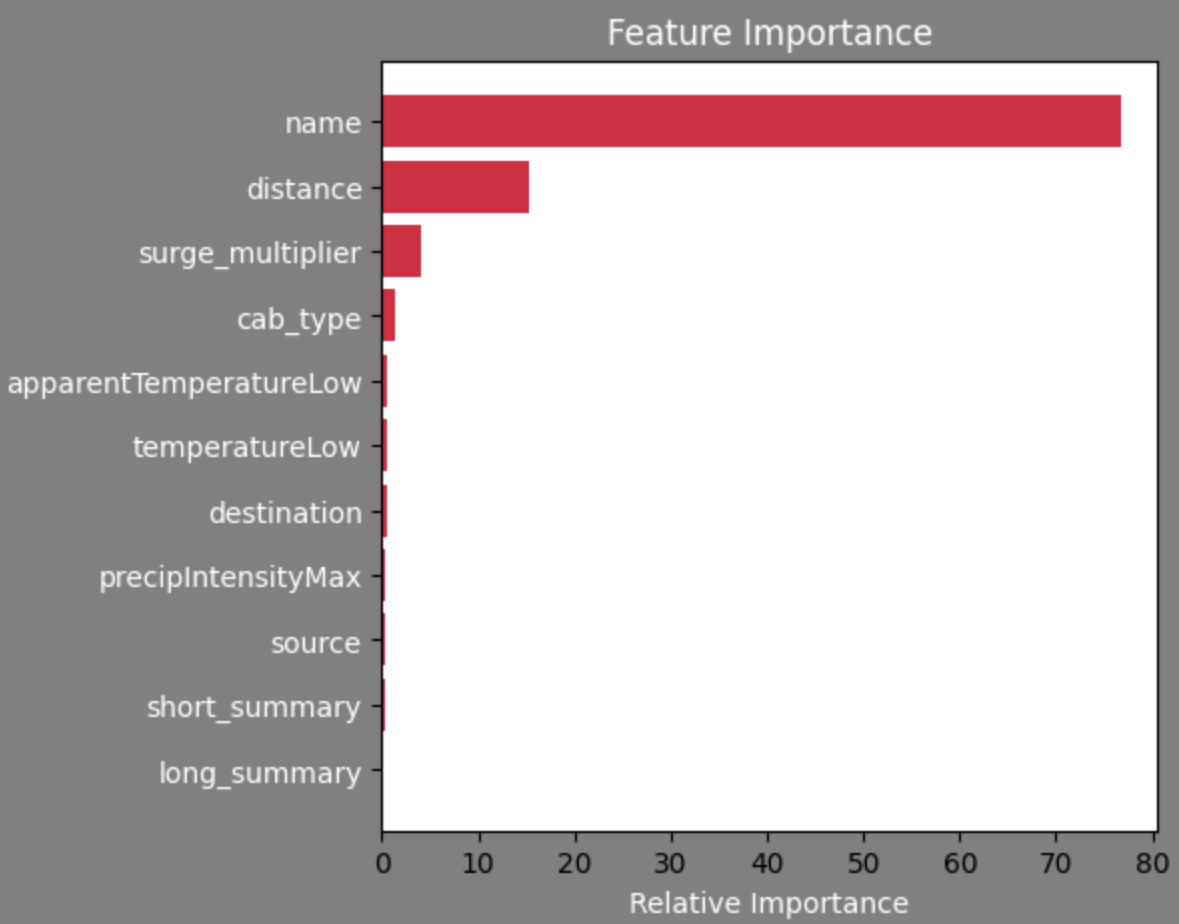 Feature Importance
name
distance
surge_multiplier
cab_type
apparentTemperatureLow
temperatureLow
destination
precipIntensityMax
source
short_summary
long_summary
0 10 20 30 40 50 60 70 80
Relative Importance